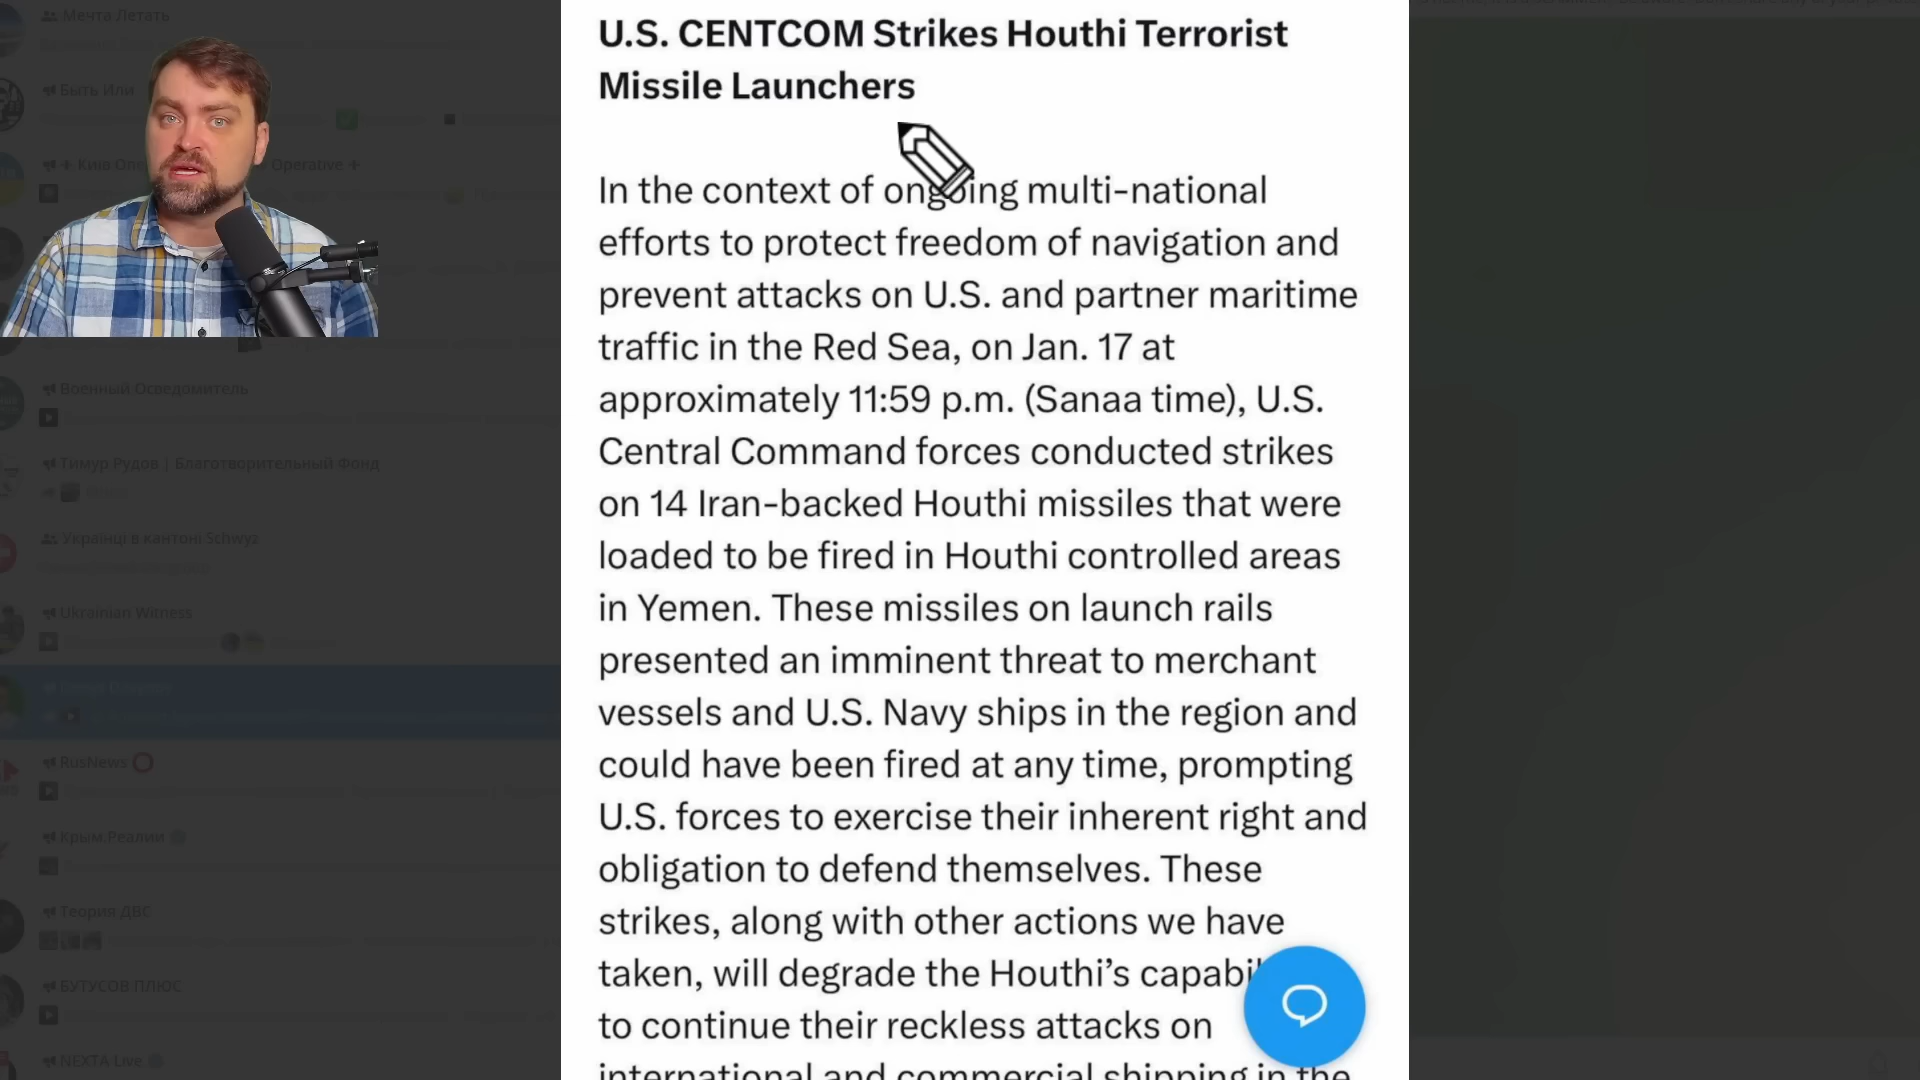 Мечта Летать
Быть Или
Operative
Военный Осведомитель
Тимур Рудов | Благотворительный Фонд
Українці в кантоні Schwyz
Ukrainian Witness
RusNews
Крым.Реалии
Теория ДВС
БУТУСОВ ПЛЮС
NEXTA Live
U.S. CENTCOM Strikes Houthi Terrorist
Missile Launchers
In the context of ongoing multi-national
efforts to protect freedom of navigation and
prevent attacks on U.S. and partner maritime
traffic in the Red Sea, on Jan. 17 at
approximately 11:59 p.m. (Sanaa time), U.S.
Central Command forces conducted strikes
on 14 Iran-backed Houthi missiles that were
loaded to be fired in Houthi controlled areas
in Yemen. These missiles on launch rails
presented an imminent threat to merchant
vessels and U.S. Navy ships in the region and
could have been fired at any time, prompting
U.S. forces to exercise their inherent right and
obligation to defend themselves. These
strikes, along with other actions we have
taken, will degrade the Houthi’s
to continue their reckless attacks on
international and commercial shipping in the